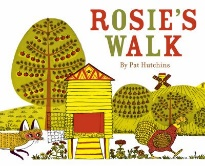 ROSIE'S
WALK
By Pat Hutchins